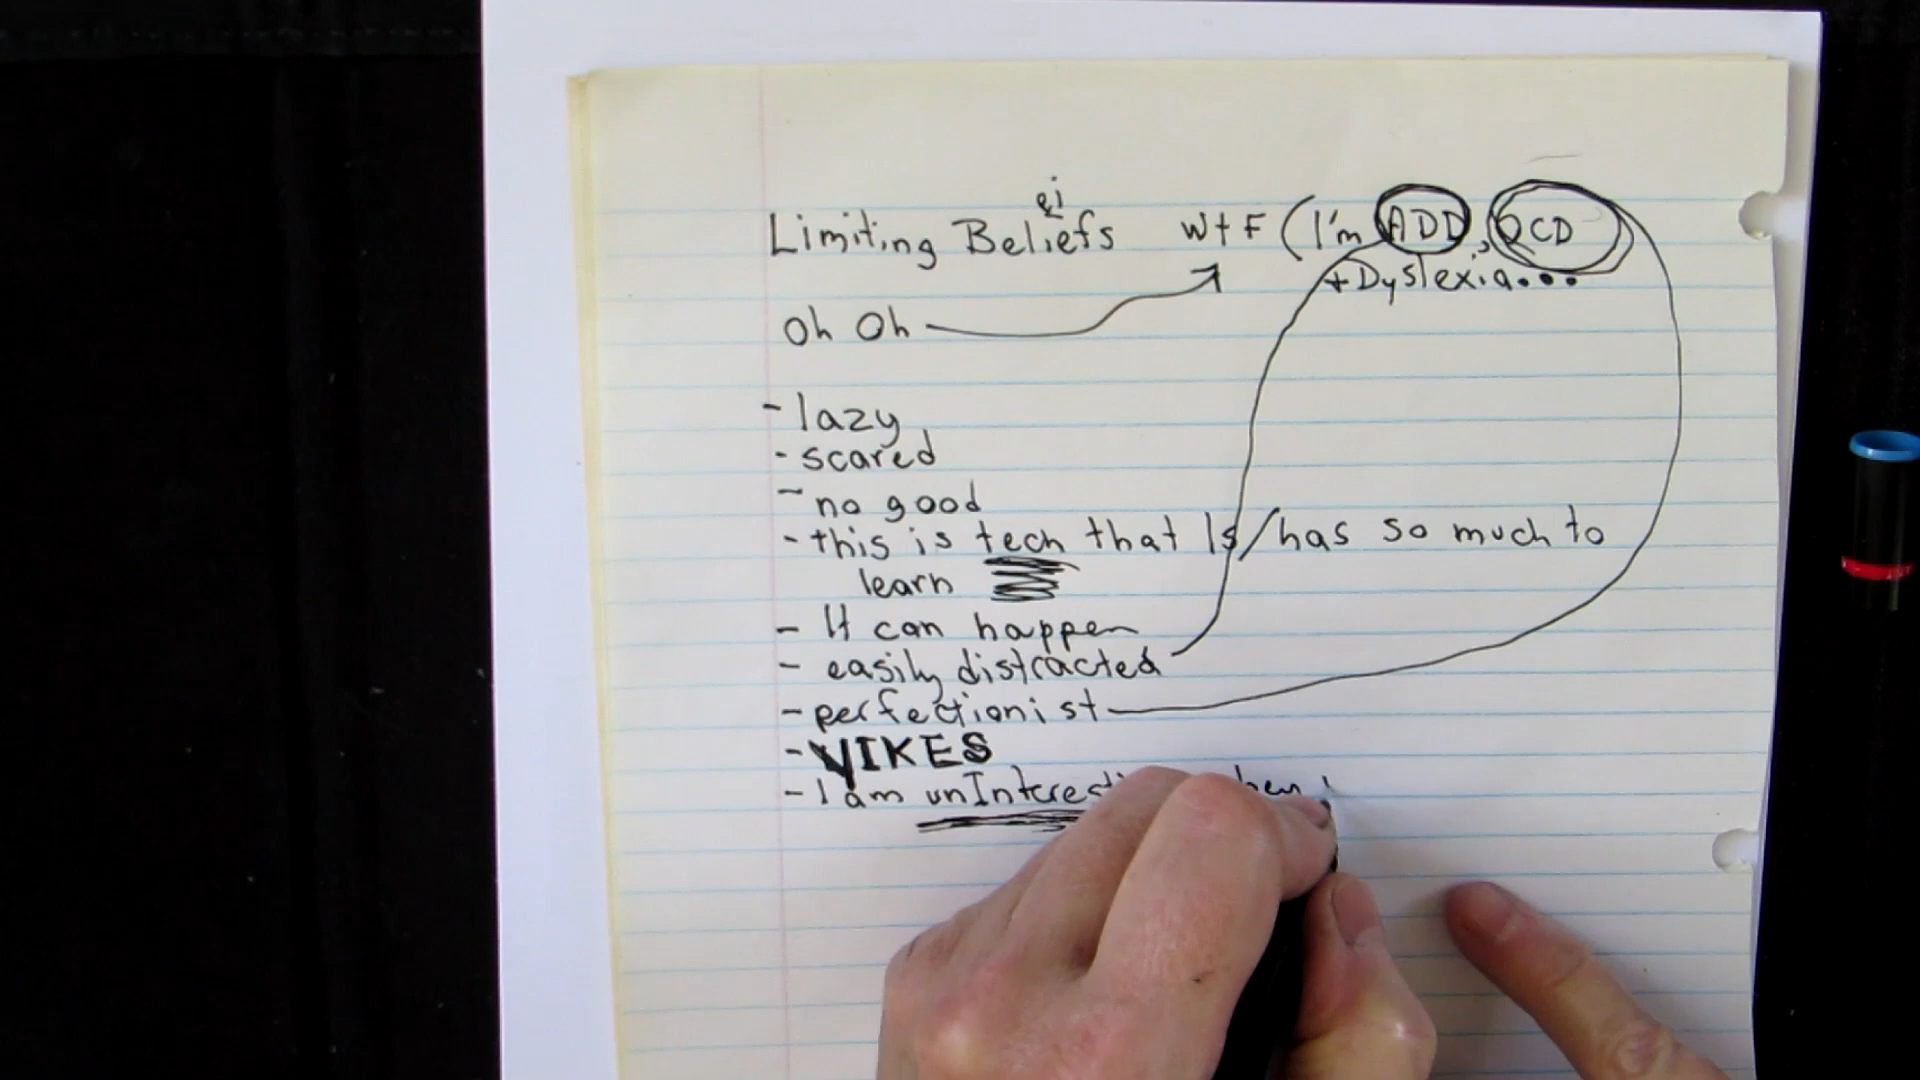 ei
Limiting Beliefs WtF (I'm ADD, OCD
+ Dyslexia...
Oh Oh
- lazy
- scared
- no good
- this is tech that Is/has so much to
learn
- It can happen
- easily distracted
- perfectionist
- YIKES
- I am